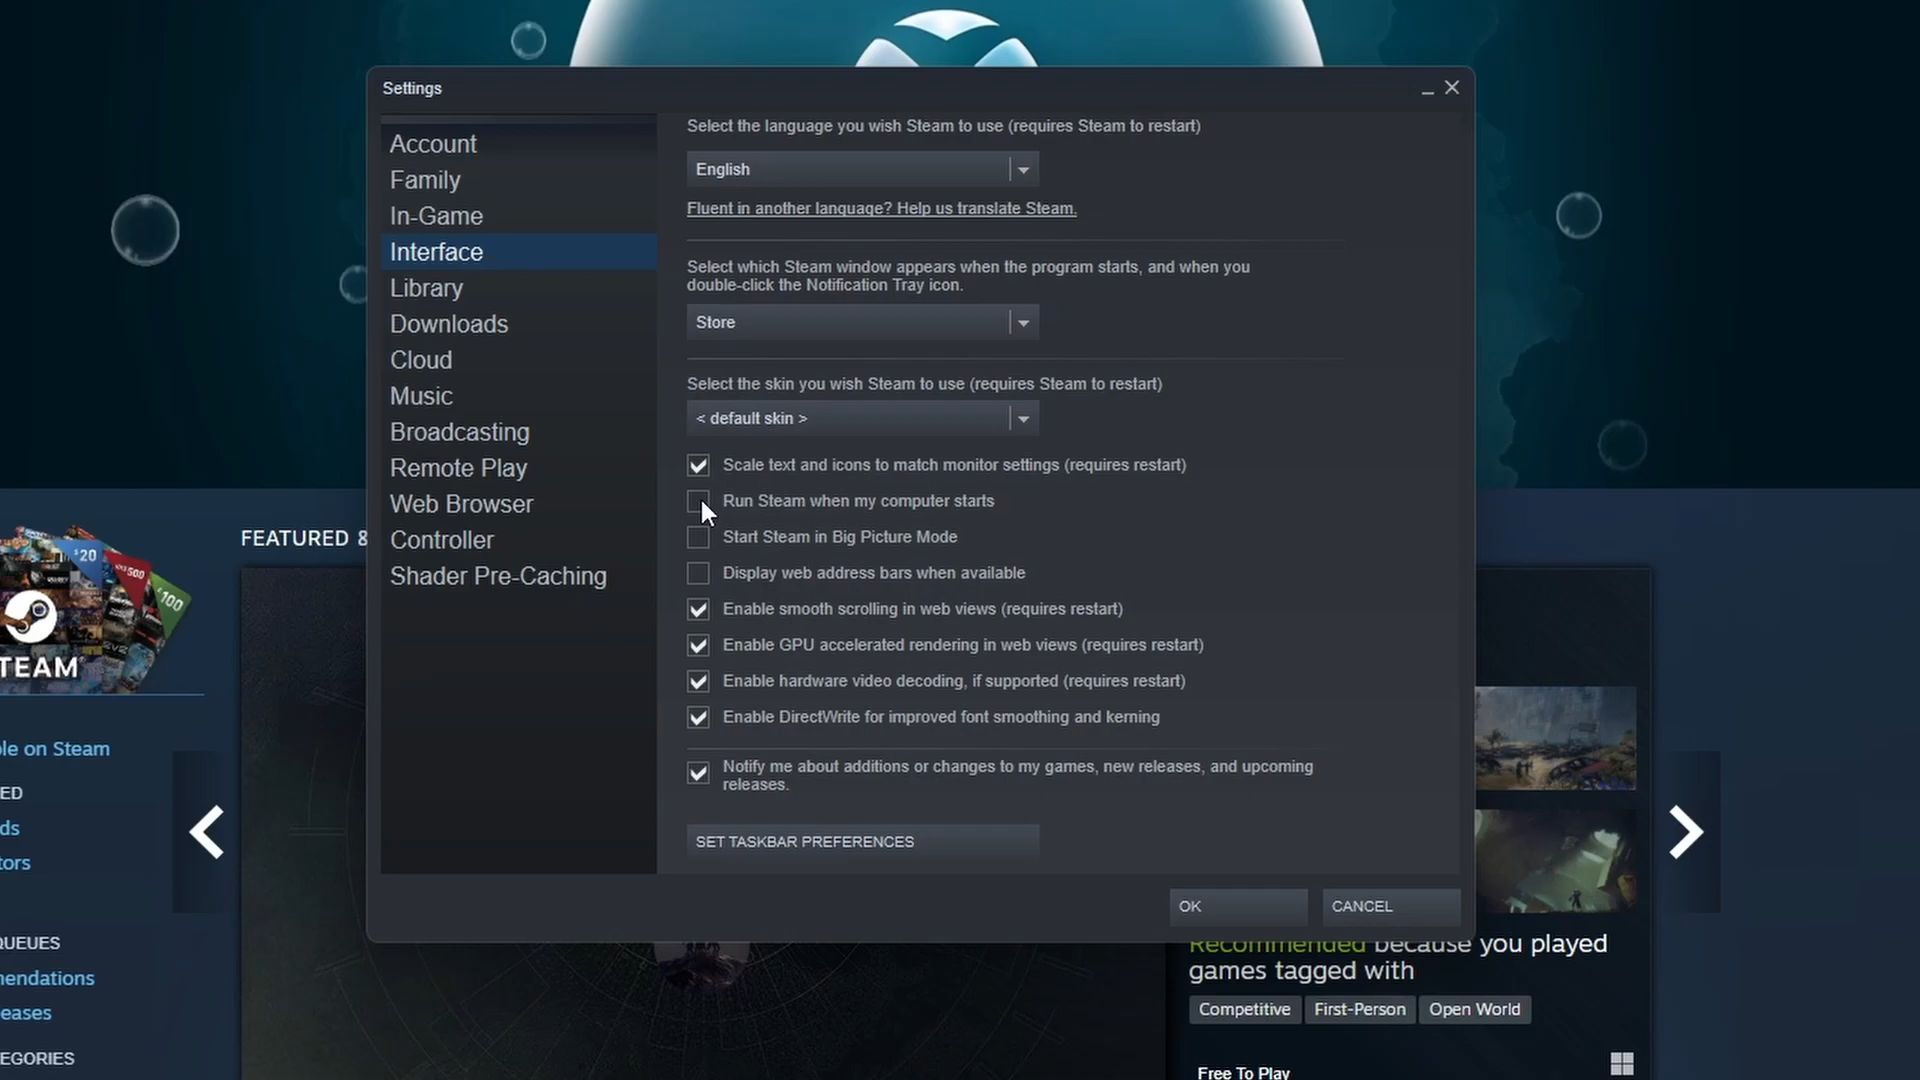 Settings
Account
Family
In-Game
Interface
Library
Downloads
Cloud
Music
Broadcasting
Remote Play
Web Browser
Controller
Shader Pre-Caching
Select the language you wish Steam to use (requires Steam to restart)
English
Fluent in another language? Help us translate Steam.
Select which Steam window appears when the program starts, and when you
double-click the Notification Tray icon.
Store
Select the skin you wish Steam to use (requires Steam to restart)
< default skin >
Scale text and icons to match monitor settings (requires restart)
Run Steam when my computer starts
Start Steam in Big Picture Mode
Display web address bars when available
Enable smooth scrolling in web views (requires restart)
Enable GPU accelerated rendering in web views (requires restart)
Enable hardware video decoding, if supported (requires restart)
Enable DirectWrite for improved font smoothing and kerning
Notify me about additions or changes to my games, new releases, and upcoming
releases.
SET TASKBAR PREFERENCES
OK
CANCEL
FEATURED &
$20
$100
TEAM
le on Steam
ED
ds
tors
QUEUES
mendations
eases
EGORIES
Recommended because you played
games tagged with
Competitive
First-Person
Open World
Free To Play